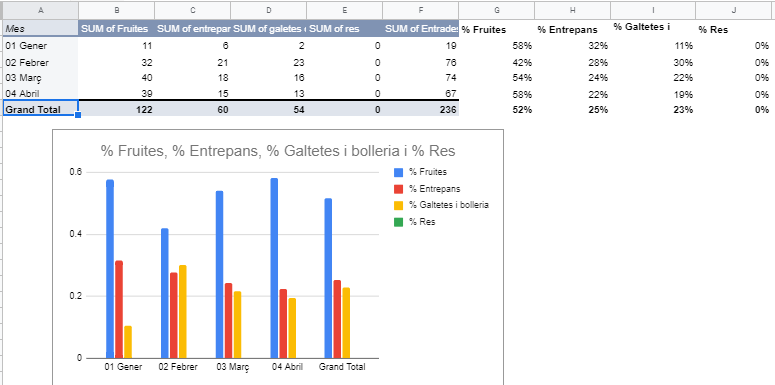 A B C D E F G H I J
Mes SUM of Fruites SUM of entrepar SUM of galetes SUM of res SUM of Entrades % Fruites % Entrepans % Galtetes i % Res
01 Gener 11 6 2 0 19 58% 32% 11% 0%
02 Febrer 32 21 23 0 76 42% 28% 30% 0%
03 Març 40 18 16 0 74 54% 24% 22% 0%
04 Abril 39 15 13 0 67 58% 22% 19% 0%
Grand Total 122 60 54 0 236 52% 25% 23% 0%
% Fruites, % Entrepans, % Galtetes i bolleria i % Res
0.6
0.4
0.2
0
% Fruites
% Entrepans
% Galtetes i bolleria
% Res
01 Gener 02 Febrer 03 Març 04 Abril Grand Total